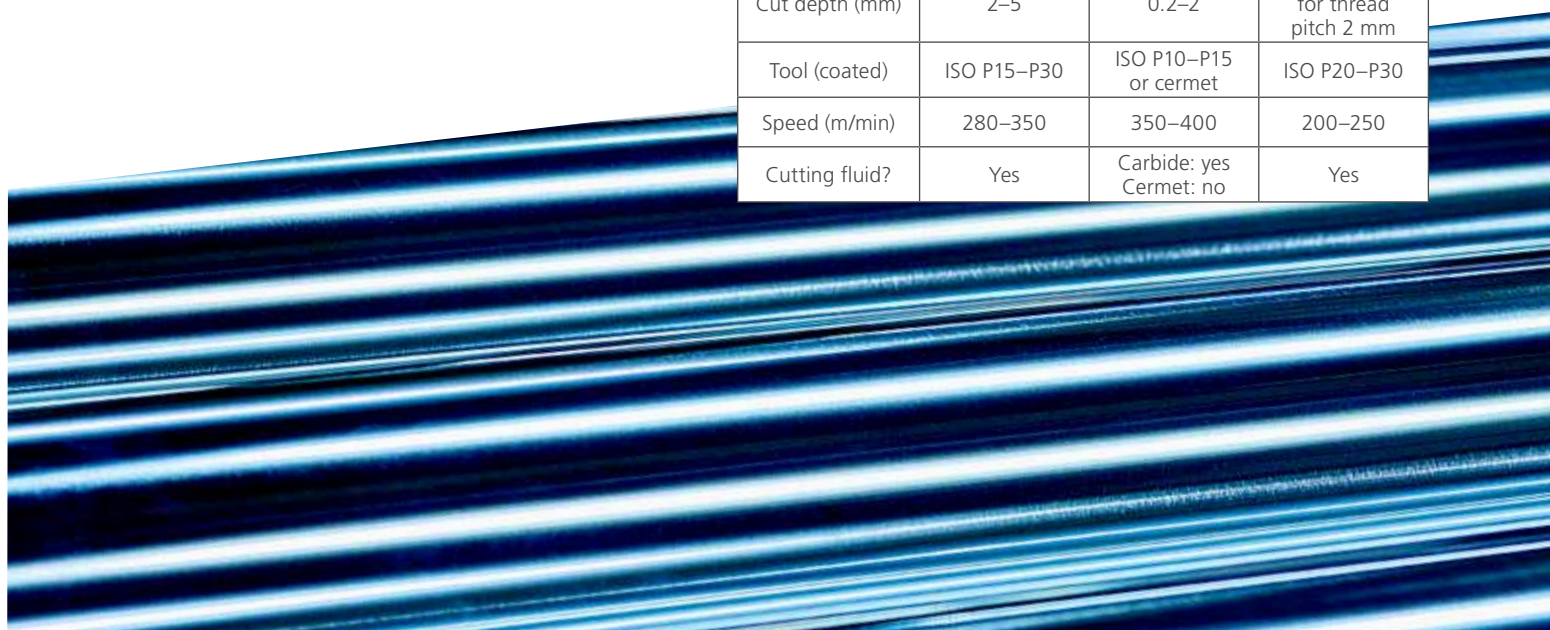 Cut depth (mm) 2–5 0.2–2 for thread
pitch 2 mm
Tool (coated) ISO P15–P30 ISO P10–P15 ISO P20–P30
or cermet
Speed (m/min) 280–350 350–400 200–250
Cutting fluid? Yes Carbide: yes Yes
Cermet: no